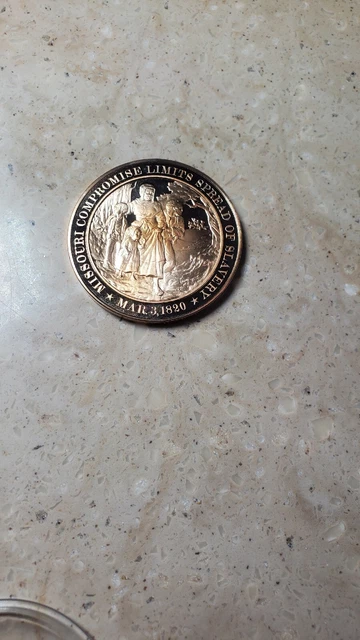 MISSOURI COMPROMISE LIMITS SPREAD OF SLAVERY
★ MAR. 3, 1820 ★